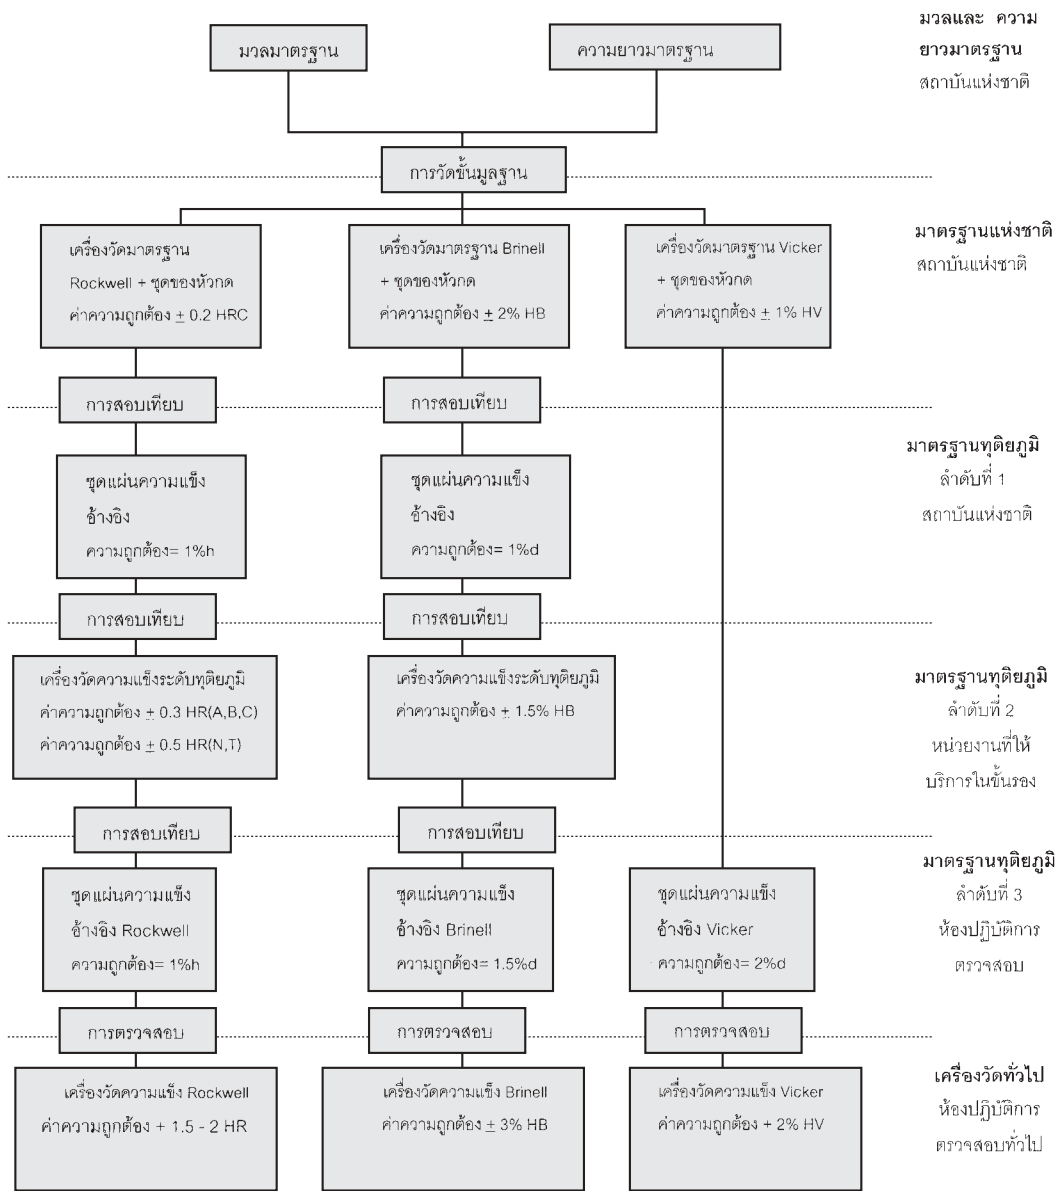 มวลและ ความ
ยาวมาตรฐาน
สถาบันแห่งชาติ
มวลมาตรฐาน
ความยาวมาตรฐาน
การวัดขั้นมูลฐาน
เครื่องวัดมาตรฐาน
Rockwell + ชุดของหัวกด
ค่าความถูกต้อง ± 0.2 HRC
เครื่องวัดมาตรฐาน Brinell
+ ชุดของหัวกด
ค่าความถูกต้อง ± 2% HB
เครื่องวัดมาตรฐาน Vicker
+ ชุดของหัวกด
ค่าความถูกต้อง ± 1% HV
มาตรฐานแห่งชาติ
สถาบันแห่งชาติ
การสอบเทียบ
การสอบเทียบ
ชุดแผ่นความแข็ง
อ้างอิง
ความถูกต้อง= 1%h
ชุดแผ่นความแข็ง
อ้างอิง
ความถูกต้อง= 1%d
มาตรฐานทุติยภูมิ
ลำดับที่ 1
สถาบันแห่งชาติ
การสอบเทียบ
การสอบเทียบ
เครื่องวัดความแข็งระดับทุติยภูมิ
ค่าความถูกต้อง ± 0.3 HR(A,B,C)
ค่าความถูกต้อง ± 0.5 HR(N,T)
เครื่องวัดความแข็งระดับทุติยภูมิ
ค่าความถูกต้อง ± 1.5% HB
มาตรฐานทุติยภูมิ
ลำดับที่ 2
หน่วยงานที่ให้
บริการในขั้นรอง
การสอบเทียบ
การสอบเทียบ
ชุดแผ่นความแข็ง
อ้างอิง Rockwell
ความถูกต้อง= 1%h
ชุดแผ่นความแข็ง
อ้างอิง Brinell
ความถูกต้อง= 1.5%d
ชุดแผ่นความแข็ง
อ้างอิง Vicker
ความถูกต้อง= 2%d
มาตรฐานทุติยภูมิ
ลำดับที่ 3
ห้องปฏิบัติการ
ตรวจสอบ
การตรวจสอบ
การตรวจสอบ
การตรวจสอบ
เครื่องวัดความแข็ง Rockwell
ค่าความถูกต้อง + 1.5 - 2 HR
เครื่องวัดความแข็ง Brinell
ค่าความถูกต้อง ± 3% HB
เครื่องวัดความแข็ง Vicker
ค่าความถูกต้อง + 2% HV
เครื่องวัดทั่วไป
ห้องปฏิบัติการ
ตรวจสอบทั่วไป